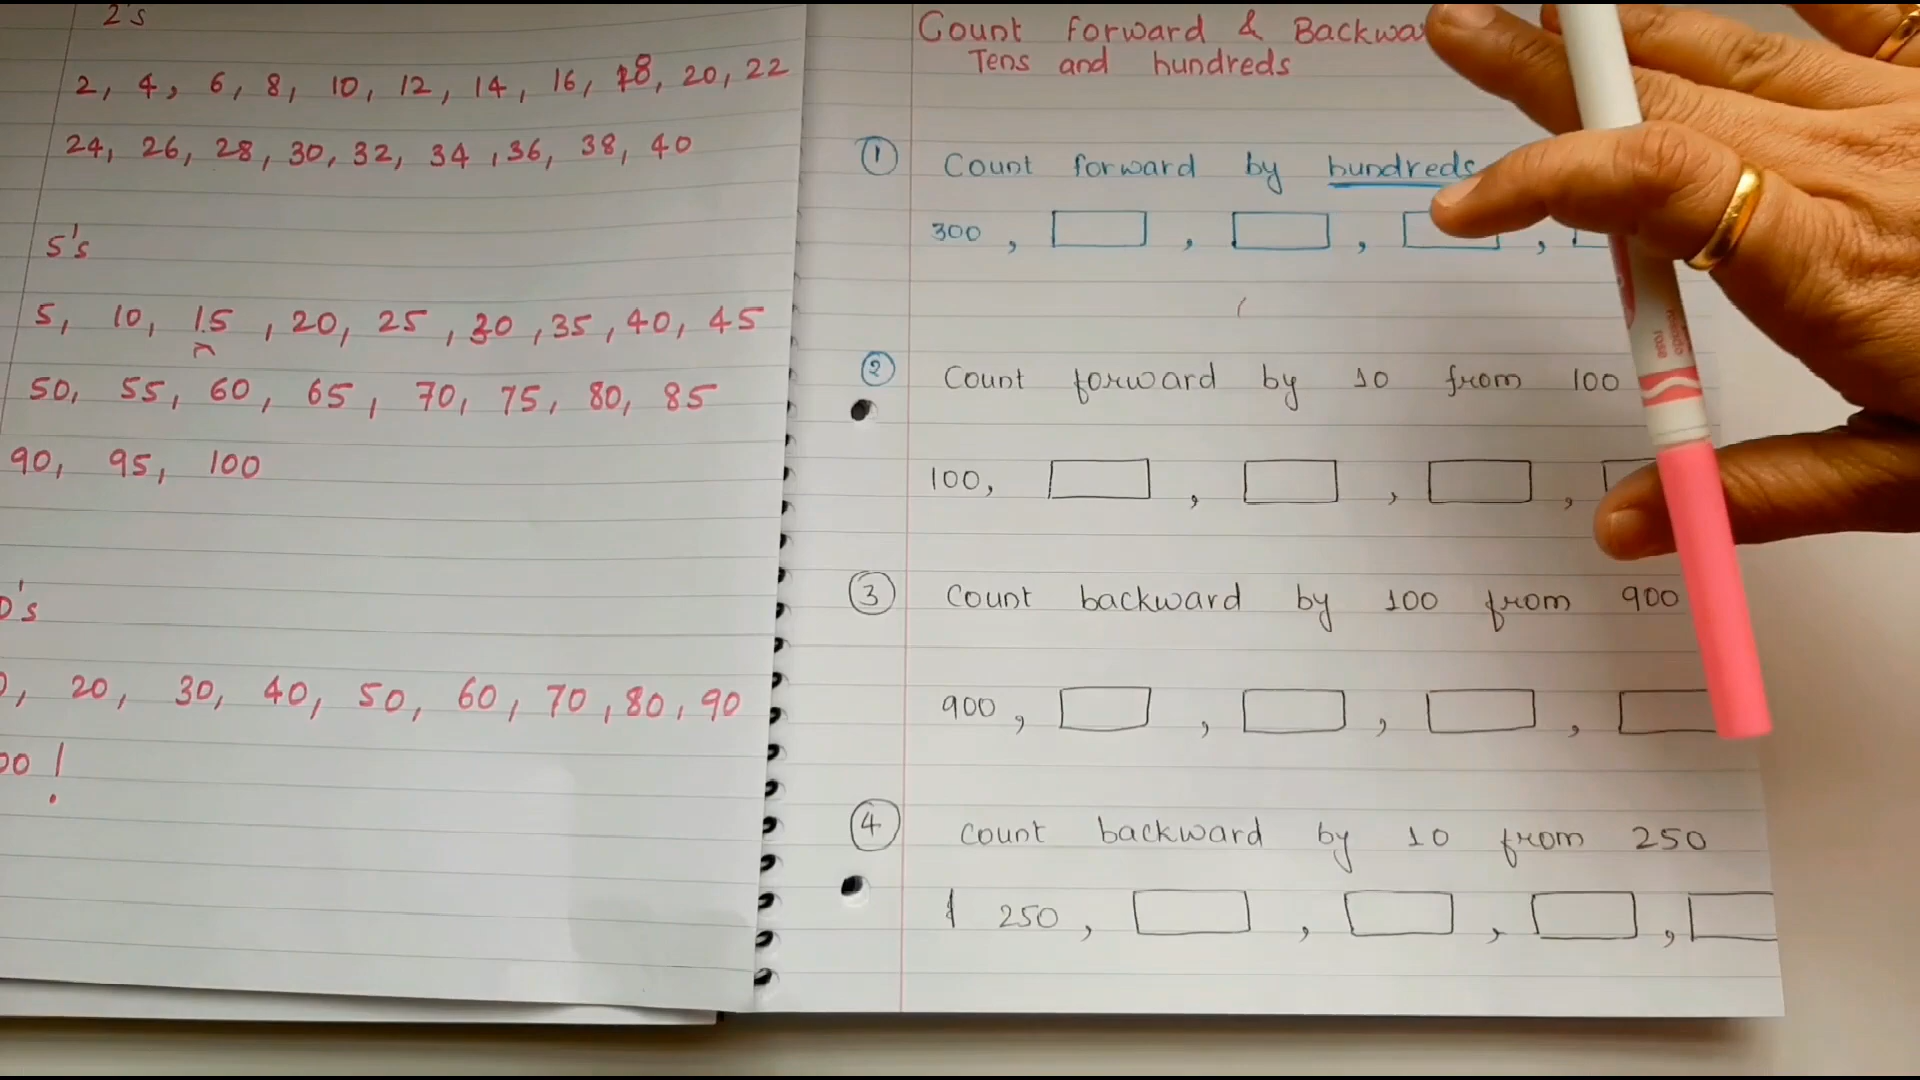 2's
2, 4, 6, 8, 10, 12, 14, 16, 18, 20, 22
24, 26, 28, 30, 32, 34, 36, 38, 40
5's
5, 10, 15, 20, 25, 30, 35, 40, 45
50, 55, 60, 65, 70, 75, 80, 85
90, 95, 100
0's
0, 20, 30, 40, 50, 60, 70, 80, 90
00!
Count forward & Backwa
Tens and hundreds
1 Count forward by hundreds
300, , , ,
2 Count forward by 10 from 100
100, , , ,
3 Count backward by 100 from 900
900, , , ,
4 Count backward by 10 from 250
250, , , ,